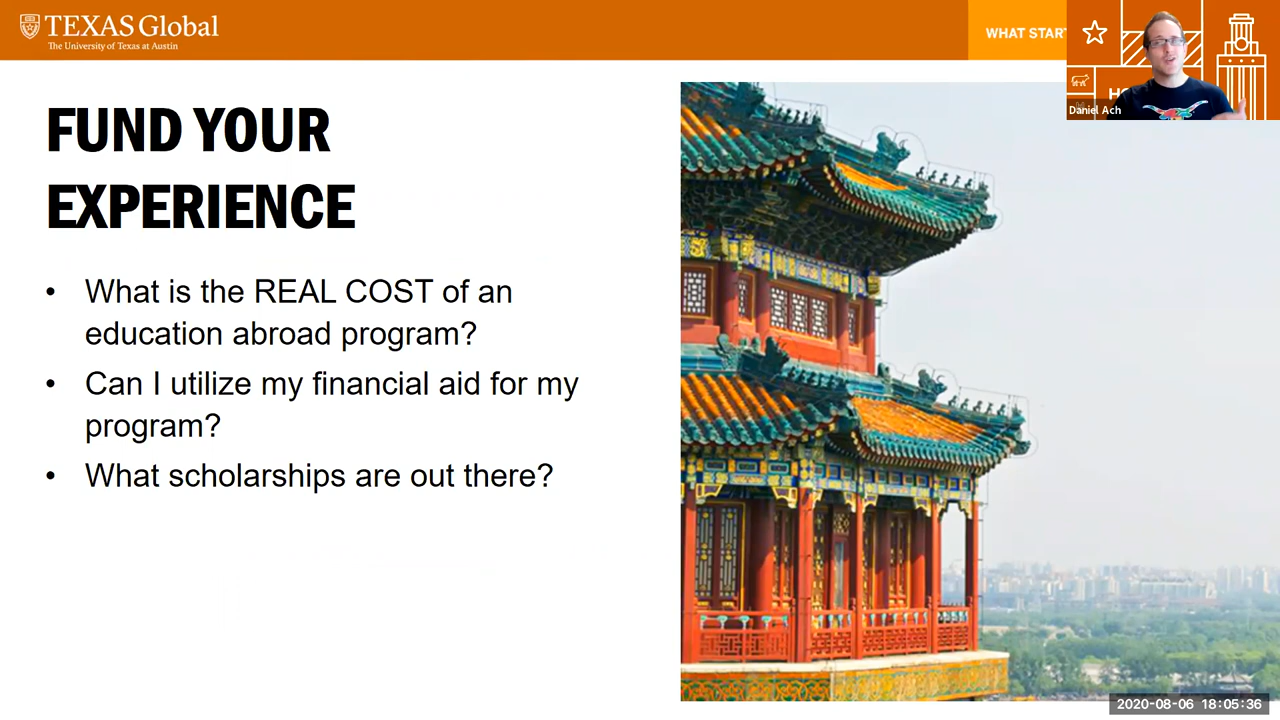 TEXAS Global
The University of Texas at Austin
WHAT STAR
Daniel Ach
FUND YOUR
EXPERIENCE
• What is the REAL COST of an
education abroad program?
• Can I utilize my financial aid for my
program?
• What scholarships are out there?
2020-08-06 18:05:36